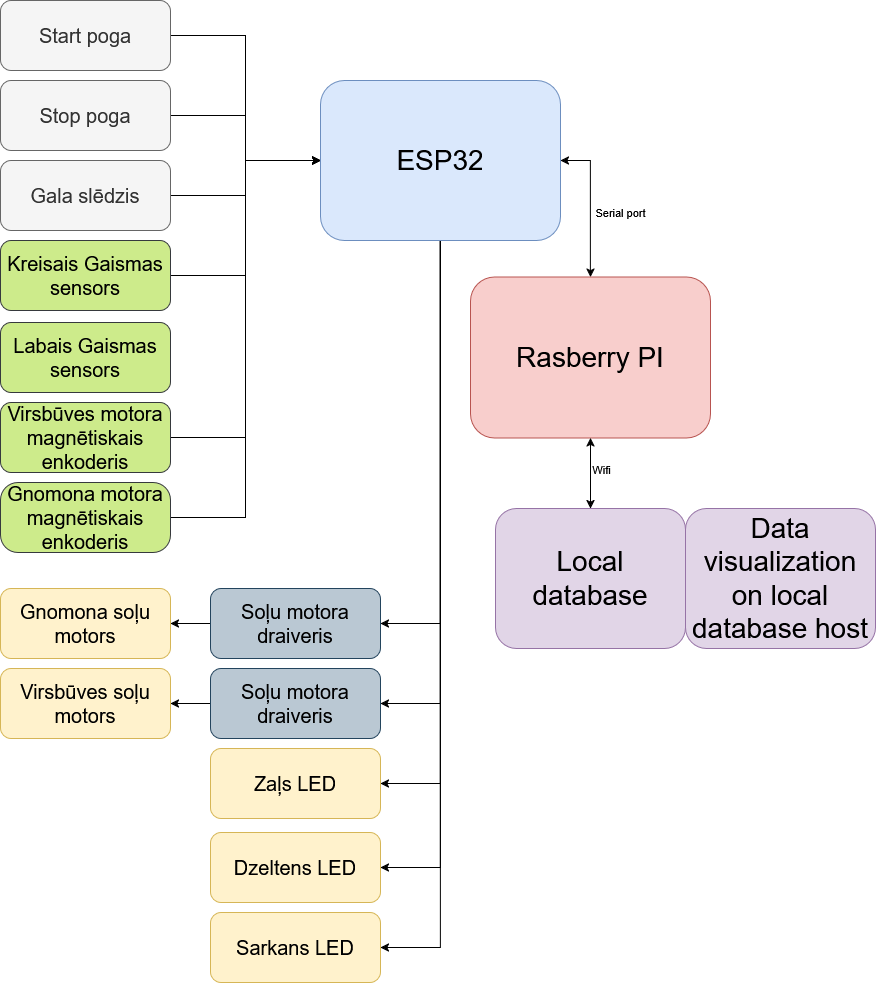 Start poga
Stop poga
Gala slēdzis
Kreisais Gaismas
sensors
Labais Gaismas
sensors
Virsbūves motora
magnētiskais
enkoderis
Gnomona motora
magnētiskais
enkoderis
ESP32
Serial port
Rasberry PI
Wifi
Local
database
Data
visualization
on local
database host
Gnomona soļu
motors
Soļu motora
draiveris
Virsbūves soļu
motors
Soļu motora
draiveris
Zaļs LED
Dzeltens LED
Sarkans LED